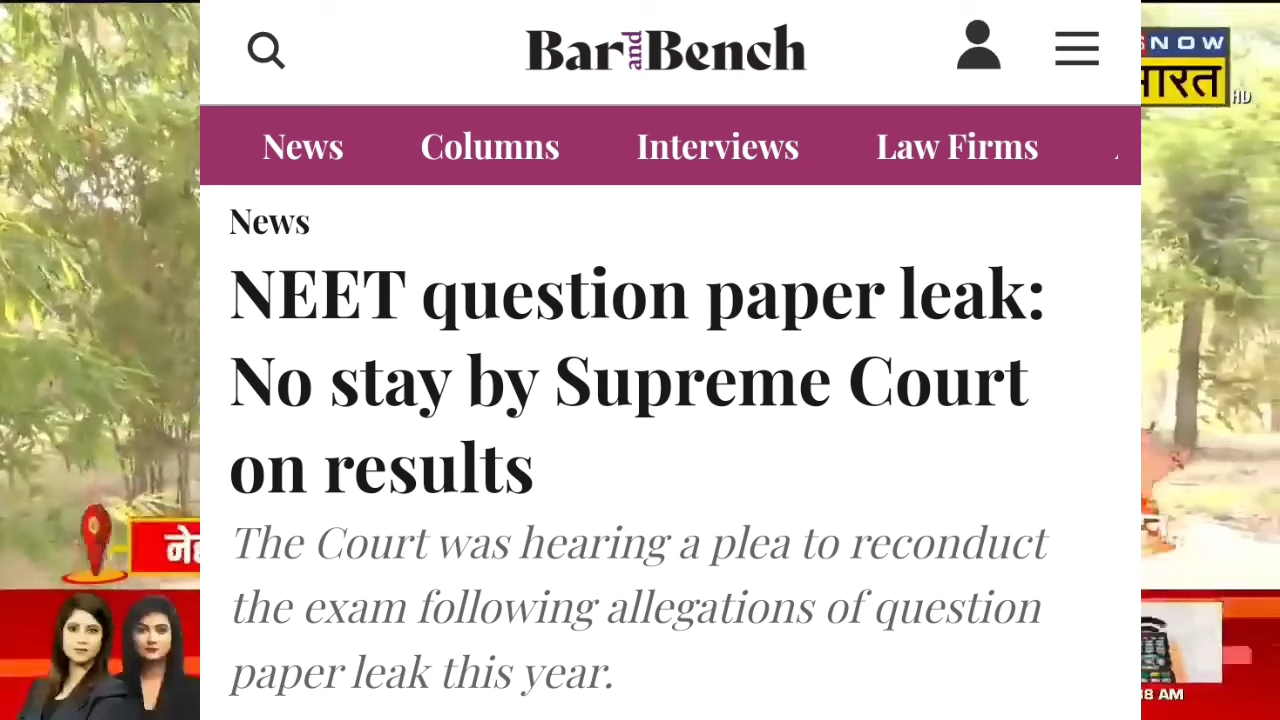 Bar and Bench
NOW
HD
News Columns Interviews Law Firms
News
NEET question paper leak:
No stay by Supreme Court
on results
The Court was hearing a plea to reconduct
the exam following allegations of question
paper leak this year.